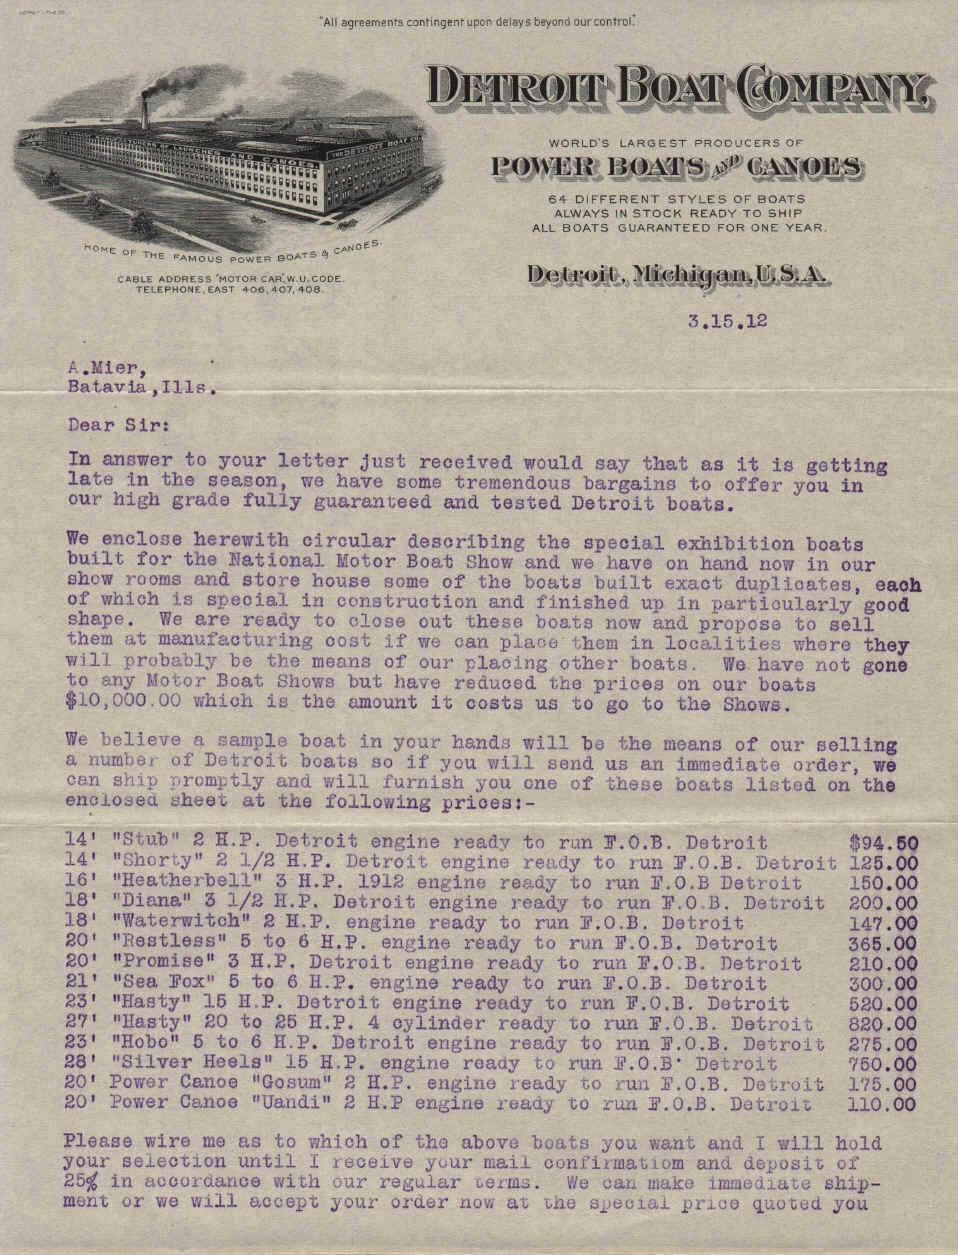 "All agreements contingent upon delays beyond our control."
DETROIT BOAT COMPANY,
WORLD'S LARGEST PRODUCERS OF
POWER BOATS AND CANOES
64 DIFFERENT STYLES OF BOATS
ALWAYS IN STOCK READY TO SHIP
ALL BOATS GUARANTEED FOR ONE YEAR.
Detroit, Michigan, U.S.A.
THE DETROIT BOAT CO.
AND CANOES.
HOME OF THE FAMOUS POWER BOATS & CANOES.
CABLE ADDRESS "MOTOR CAR", W.U. CODE.
TELEPHONE, EAST 406, 407, 408.
3.15.12
A.Mier,
Batavia,Ills.
Dear Sir:
In answer to your letter just received would say that as it is getting
late in the season, we have some tremendous bargains to offer you in
our high grade fully guaranteed and tested Detroit boats.
We enclose herewith circular describing the special exhibition boats
built for the National Motor Boat Show and we have on hand now in our
show rooms and store house some of the boats built exact duplicates, each
of which is special in construction and finished up in particularly good
shape.  We are ready to close out these boats now and propose to sell
them at manufacturing cost if we can place them in localities where they
will probably be the means of our placing other boats.  We have not gone
to any Motor Boat Shows but have reduced the prices on our boats
$10,000.00 which is the amount it costs us to go to the Shows.
We believe a sample boat in your hands will be the means of our selling
a number of Detroit boats so if you will send us an immediate order, we
can ship promptly and will furnish you one of these boats listed on the
enclosed sheet at the following prices:-
14' "Stub" 2 H.P. Detroit engine ready to run F.O.B. Detroit $94.50
14' "Shorty" 2 1/2 H.P. Detroit engine ready to run F.O.B. Detroit 125.00
16' "Heatherbell" 3 H.P. 1912 engine ready to run F.O.B Detroit 150.00
18' "Diana" 3 1/2 H.P. Detroit engine ready to run F.O.B. Detroit 200.00
18' "Waterwitch" 2 H.P. engine ready to run F.O.B. Detroit 147.00
20' "Restless" 5 to 6 H.P. engine ready to run F.O.B. Detroit 365.00
20' "Promise" 3 H.P. Detroit engine ready to run F.O.B. Detroit 210.00
21' "Sea Fox" 5 to 6 H.P. engine ready to run F.O.B. Detroit 300.00
23' "Hasty" 15 H.P. Detroit engine ready to run F.O.B. Detroit 520.00
27' "Hasty" 20 to 25 H.P. 4 cylinder ready to run F.O.B. Detroit 820.00
23' "Hobo" 5 to 6 H.P. Detroit engine ready to run F.O.B. Detroit 275.00
28' "Silver Heels" 15 H.P. engine ready to run F.O.B. Detroit 750.00
20' Power Canoe "Gosum" 2 H.P. engine ready to run F.O.B. Detroit 175.00
20' Power Canoe "Uandi" 2 H.P engine ready to run F.O.B. Detroit 110.00
Please wire me as to which of the above boats you want and I will hold
your selection until I receive your mail confirmatiom and deposit of
25% in accordance with our regular terms.  We can make immediate ship-
ment or we will accept your order now at the special price quoted you